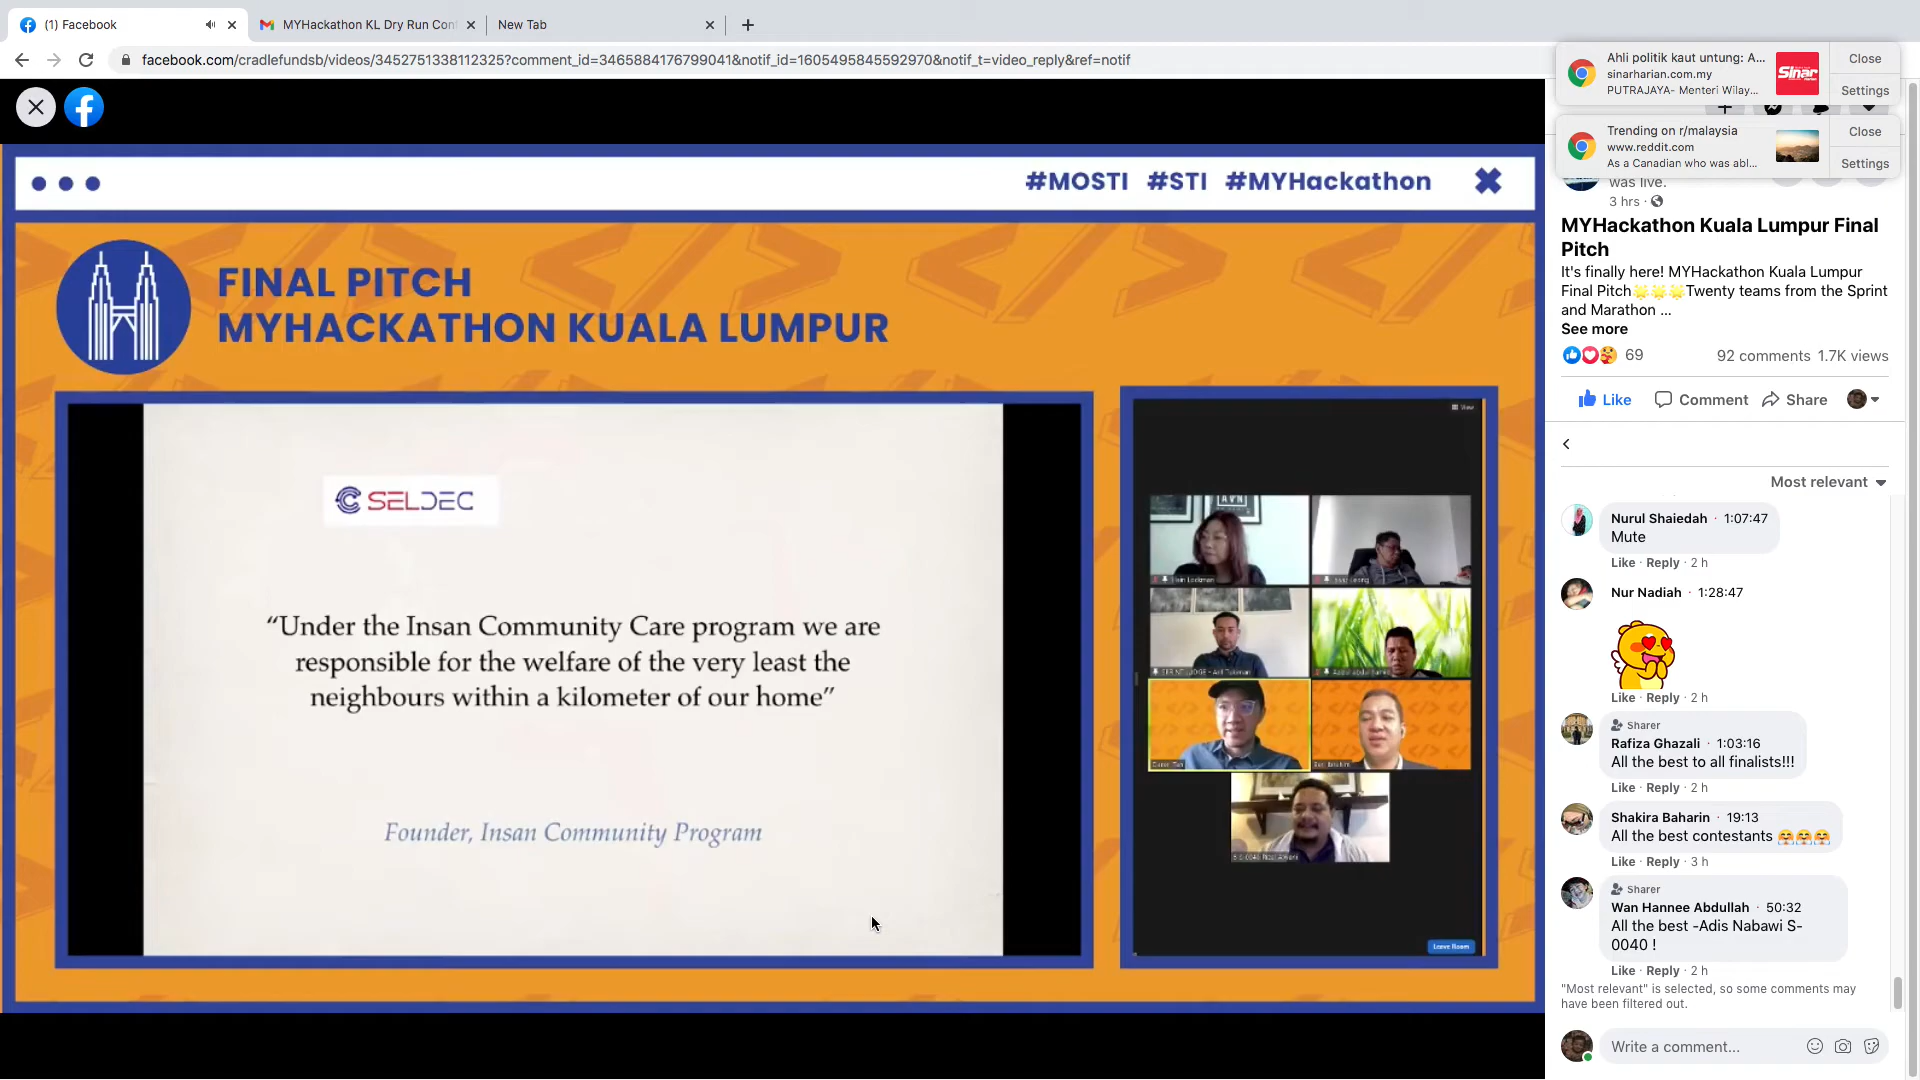 (1) Facebook
MYHackathon KL Dry Run Con
New Tab
facebook.com/cradlefundsb/videos/3452751338112325?comment_id=3465884176799041&notif_id=1605495845592970&notif_t=video_reply&ref=notif
Ahli politik kaut untung: A...
sinarharian.com.my
PUTRAJAYA- Menteri Wilay...
Sinar
Close
Settings
Trending on r/malaysia
www.reddit.com
As a Canadian who was abl...
Close
Settings
#MOSTI #STI #MYHackathon
FINAL PITCH
MYHACKATHON KUALA LUMPUR
SELDEC
“Under the Insan Community Care program we are
responsible for the welfare of the very least the
neighbours within a kilometer of our home”
Founder, Insan Community Program
View
Leave Room
was live.
3 hrs ·
MYHackathon Kuala Lumpur Final
Pitch
It's finally here! MYHackathon Kuala Lumpur
Final Pitch🌟🌟🌟Twenty teams from the Sprint
and Marathon ...
See more
69
92 comments 1.7K views
Like
Comment
Share
Most relevant
Nurul Shaiedah · 1:07:47
Mute
Like · Reply · 2 h
Nur Nadiah · 1:28:47
Like · Reply · 2 h
Sharer
Rafiza Ghazali · 1:03:16
All the best to all finalists!!!
Like · Reply · 2 h
Shakira Baharin · 19:13
All the best contestants 🤗🤗🤗
Like · Reply · 3 h
Sharer
Wan Hannee Abdullah · 50:32
All the best -Adis Nabawi S-
0040 !
Like · Reply · 2 h
"Most relevant" is selected, so some comments may
have been filtered out.
Write a comment...